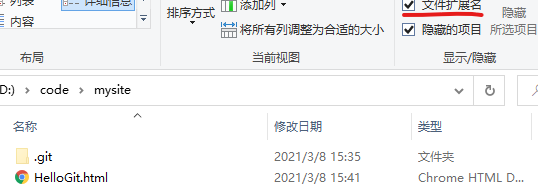 列表
详细信息
内容
布局
排序方式
添加列
将所有列调整为合适的大小
当前视图
文件扩展名
隐藏的项目
隐藏
所选项目
显示/隐藏
D:) > code > mysite
名称 修改日期 类型
.git 2021/3/8 15:35 文件夹
HelloGit.html 2021/3/8 15:41 Chrome HTML D...